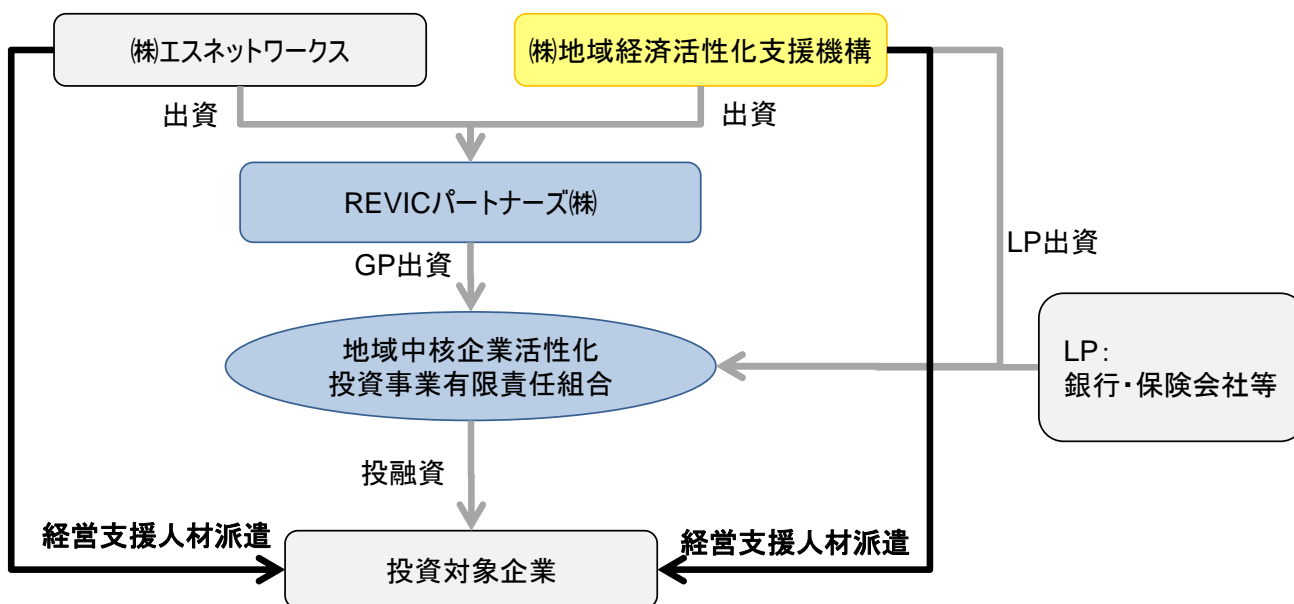 ㈱エスネットワークス
㈱地域経済活性化支援機構
出資
出資
REVICパートナーズ㈱
GP出資
LP出資
地域中核企業活性化
投資事業有限責任組合
LP：
銀行・保険会社等
投融資
経営支援人材派遣
経営支援人材派遣
投資対象企業